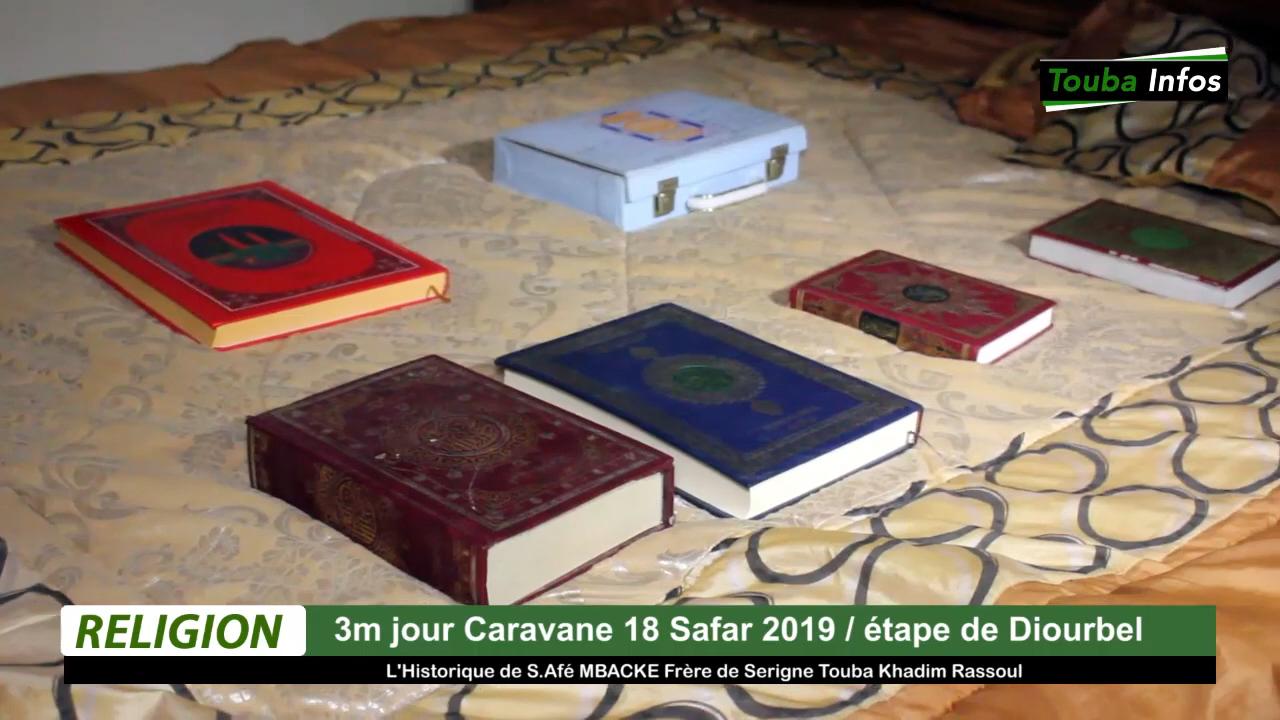 Touba Infos
RELIGION
3m jour Caravane 18 Safar 2019 / étape de Diourbel
L'Historique de S.Afé MBACKE Frère de Serigne Touba Khadim Rassoul